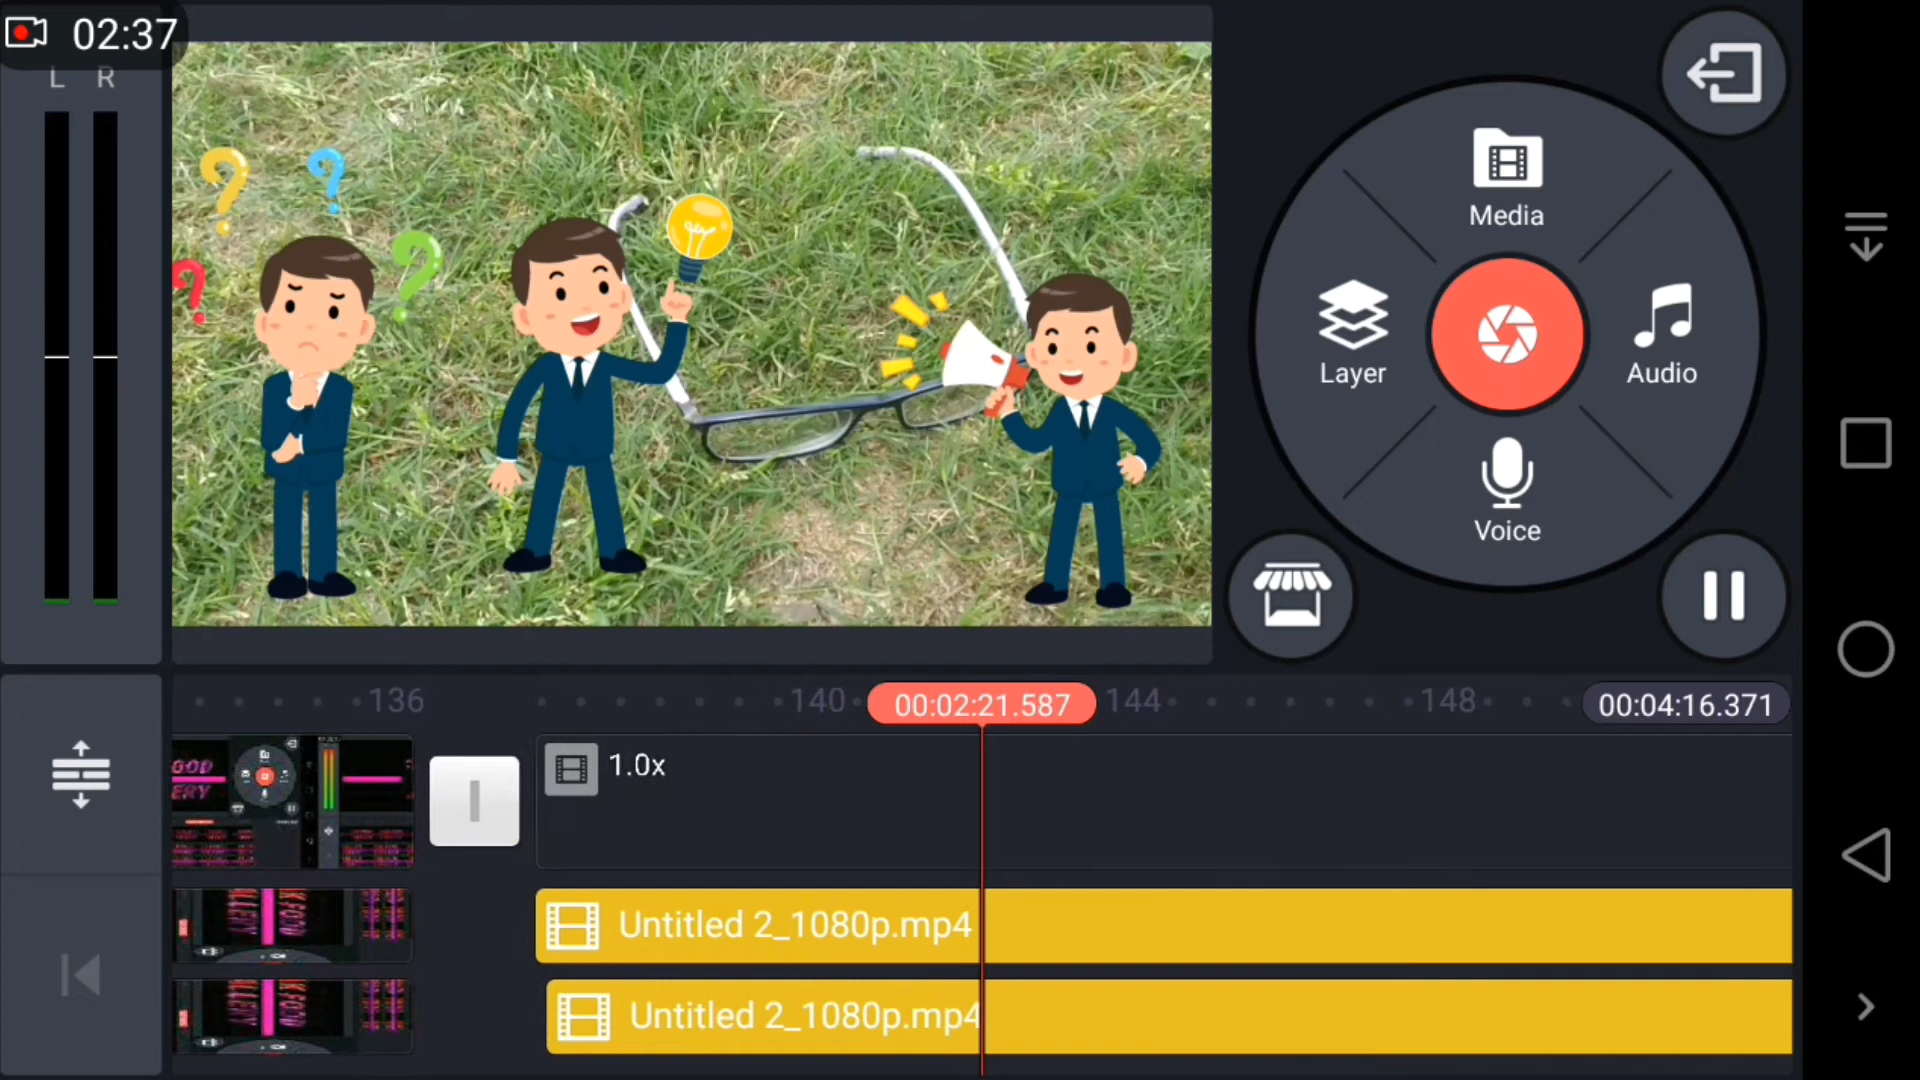 02:37
L R
Media
Layer
Audio
Voice
136 140 00:02:21.587 144 148 00:04:16.371
1.0x
Untitled 2_1080p.mp4
Untitled 2_1080p.mp4